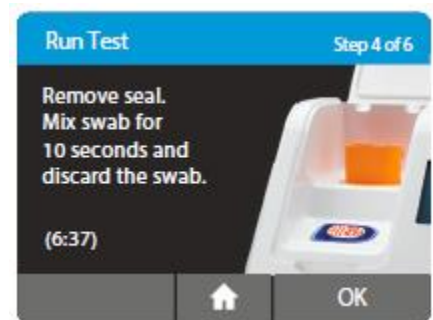 Run Test
Step 4 of 6
Remove seal.
Mix swab for
10 seconds and
discard the swab.
(6:37)
OK